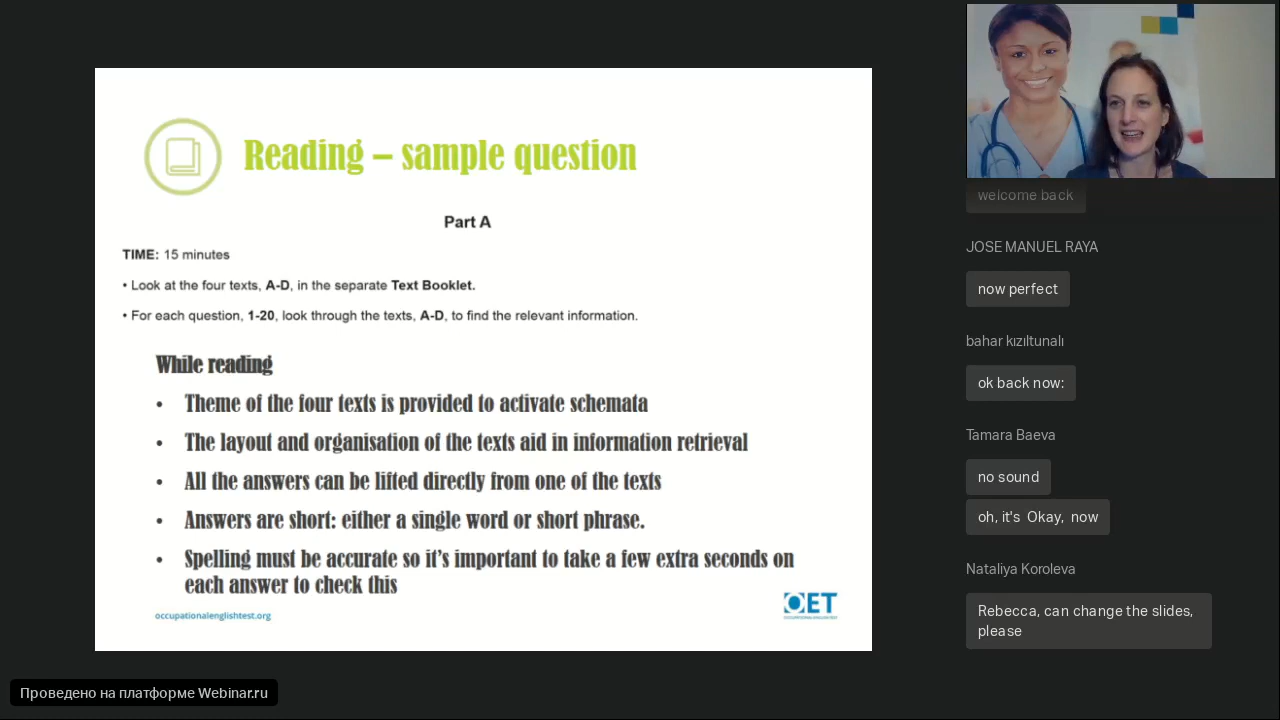 Reading – sample question
Part A
TIME: 15 minutes
• Look at the four texts, A-D, in the separate Text Booklet.
• For each question, 1-20, look through the texts, A-D, to find the relevant information.
While reading
• Theme of the four texts is provided to activate schemata
• The layout and organisation of the texts aid in information retrieval
• All the answers can be lifted directly from one of the texts
• Answers are short: either a single word or short phrase.
• Spelling must be accurate so it’s important to take a few extra seconds on
each answer to check this
occupationalenglishtest.org
OET
OCCUPATIONAL ENGLISH TEST
welcome back
JOSE MANUEL RAYA
now perfect
bahar kızıltunalı
ok back now:
Tamara Baeva
no sound
oh, it's Okay, now
Nataliya Koroleva
Rebecca, can change the slides,
please
Проведено на платформе Webinar.ru